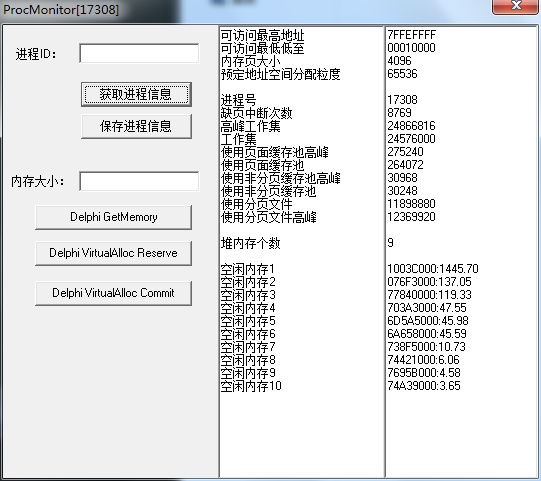 ProcMonitor[17308]
进程ID：
获取进程信息
保存进程信息
内存大小：
Delphi GetMemory
Delphi VirtualAlloc Reserve
Delphi VirtualAlloc Commit
可访问最高地址 7FFEFFFF
可访问最低低至 00010000
内存页大小 4096
预定地址空间分配粒度 65536
进程号 17308
缺页中断次数 8769
高峰工作集 24866816
工作集 24576000
使用页面缓存池高峰 275240
使用页面缓存池 264072
使用非分页缓存池高峰 30968
使用非分页缓存池 30248
使用分页文件 11898880
使用分页文件高峰 12369920
堆内存个数 9
空闲内存1 1003C000:1445.70
空闲内存2 076F3000:137.05
空闲内存3 77840000:119.33
空闲内存4 703A3000:47.55
空闲内存5 6D5A5000:45.98
空闲内存6 6A658000:45.59
空闲内存7 738F5000:10.73
空闲内存8 74421000:6.06
空闲内存9 7695B000:4.58
空闲内存10 74A39000:3.65